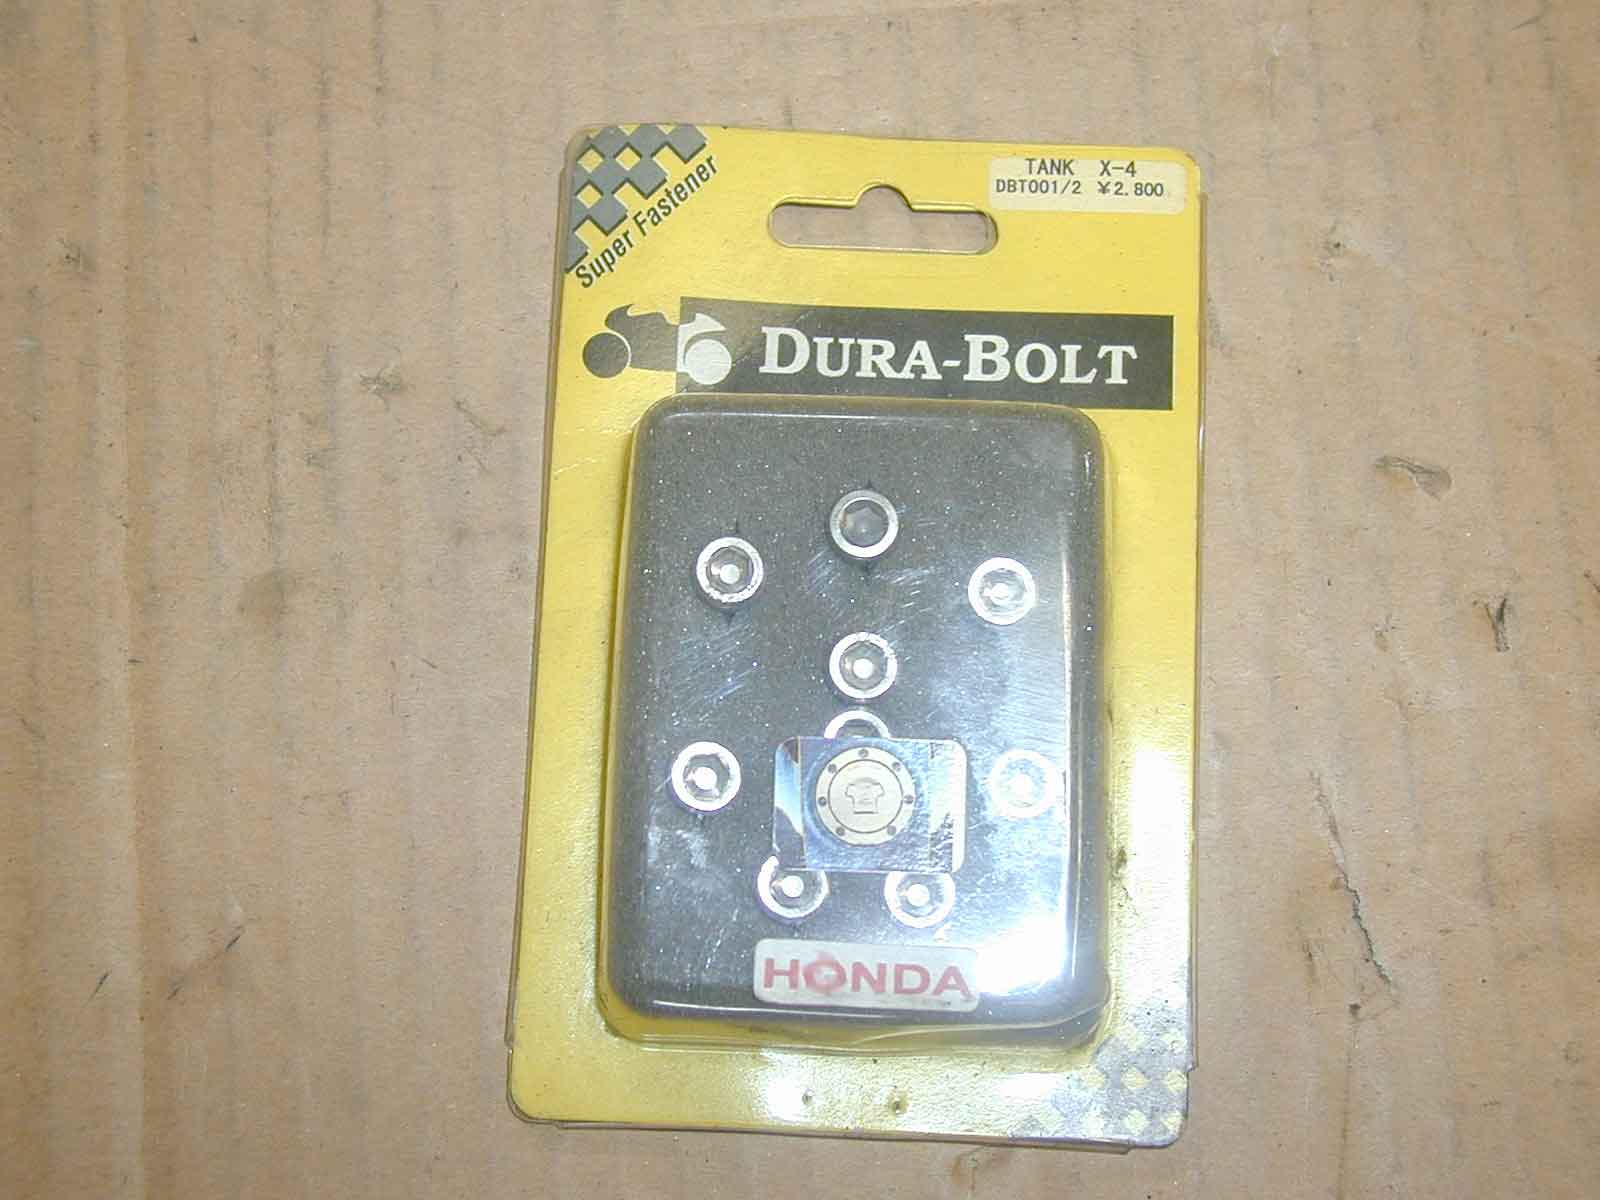 Super Fastener
TANK X-4
DBT001/2 ¥2.800
DURA-BOLT
HONDA